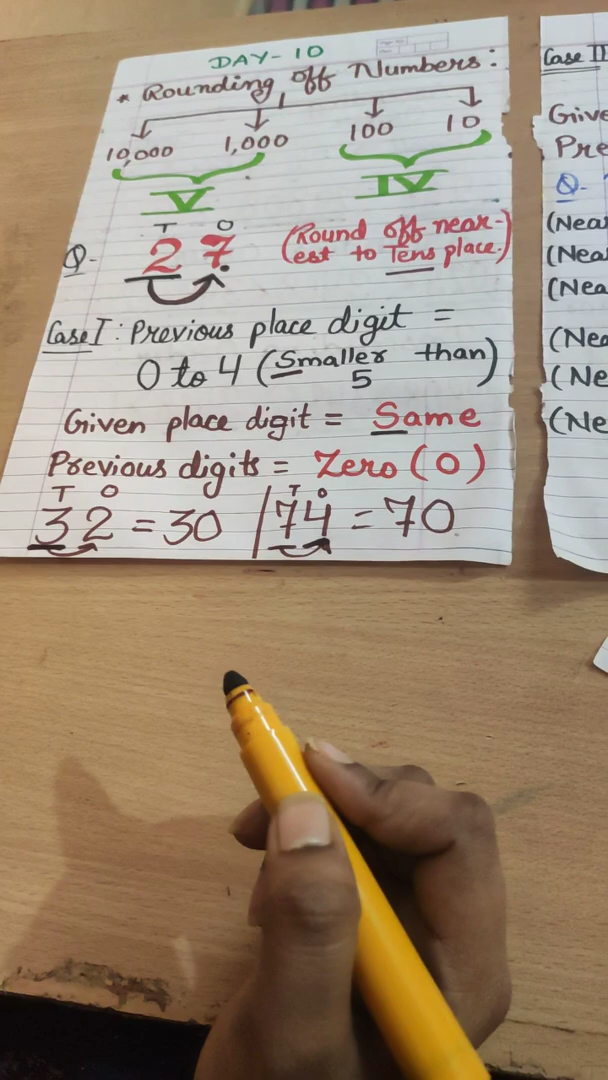 DAY-10
* Rounding off Numbers:
10,000 1,000 100 10
V IV
T O
Q- 27 (Round off near-
est to Tens place.)
Case I: Previous place digit =
0 to 4 (Smaller than)
5
Given place digit = Same
Previous digits = Zero (0)
T O T O
32 = 30 | 74 = 70
Case II
Give
Pre
Q-
(Nea
(Nea
(Nea
(Nea
(Ne
(Ne